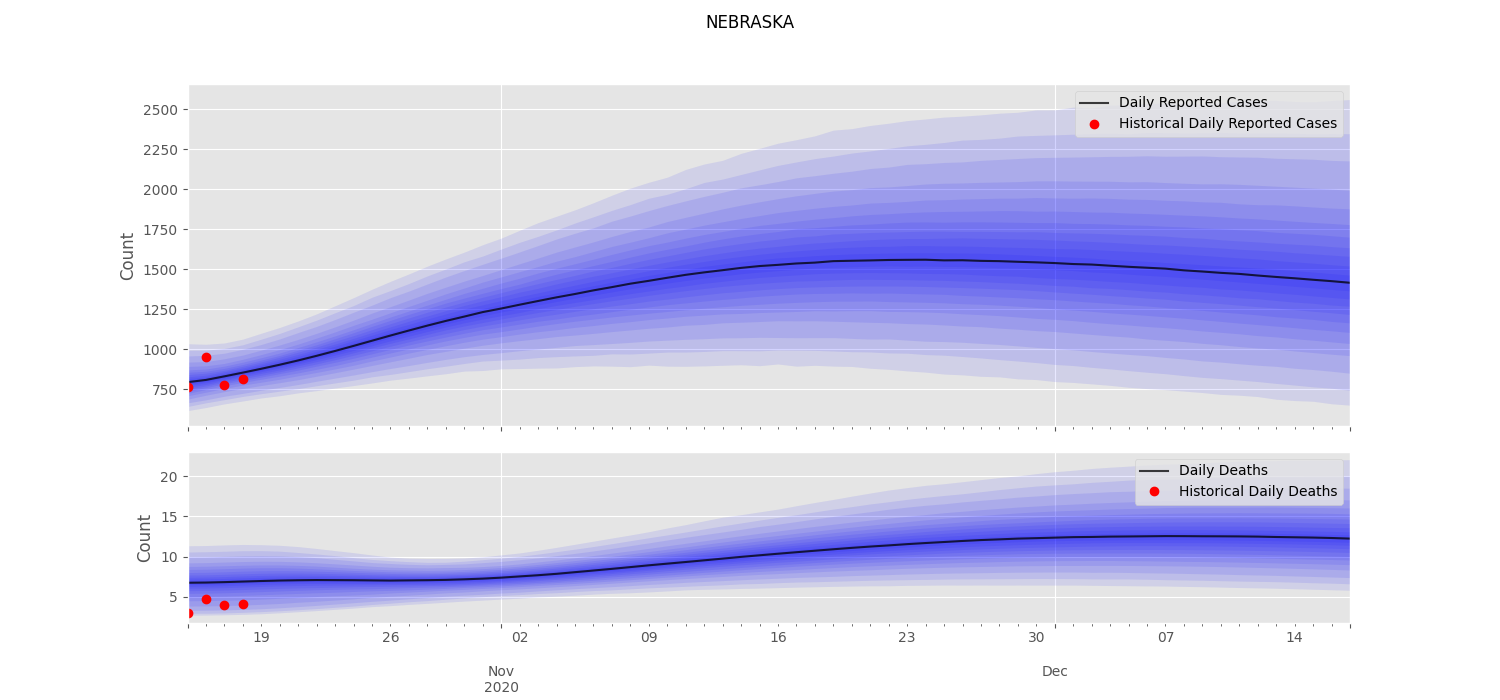 NEBRASKA
Count
2500
2250
2000
1750
1500
1250
1000
750
Daily Reported Cases
Historical Daily Reported Cases
Count
20
15
10
5
Daily Deaths
Historical Daily Deaths
19 26 02 09 16 23 30 07 14
Nov Dec
2020